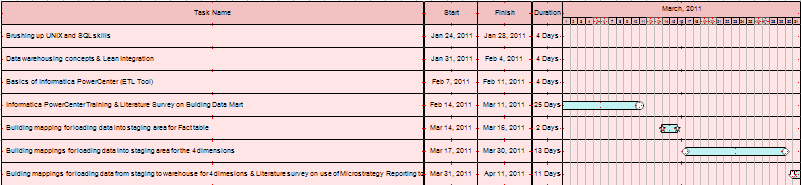 Task Name Start Finish Duration March, 2011
Brushing up UNIX and SQL skills Jan 24, 2011 Jan 28, 2011 4 Days
Data warehousing concepts & Lean Integration Jan 31, 2011 Feb 4, 2011 4 Days
Basics of Informatica PowerCenter (ETL Tool) Feb 7, 2011 Feb 11, 2011 4 Days
Informatica PowerCenter Training & Literature Survey on Building Data Mart Feb 14, 2011 Mar 11, 2011 25 Days
Building mapping for loading data into staging area for Fact table Mar 14, 2011 Mar 16, 2011 2 Days
Building mappings for loading data into staging area for the 4 dimensions Mar 17, 2011 Mar 30, 2011 13 Days
Building mappings for loading data from staging to warehouse for 4 dimesions & Literature survey on use of Microstrategy Reporting to Mar 31, 2011 Apr 11, 2011 11 Days